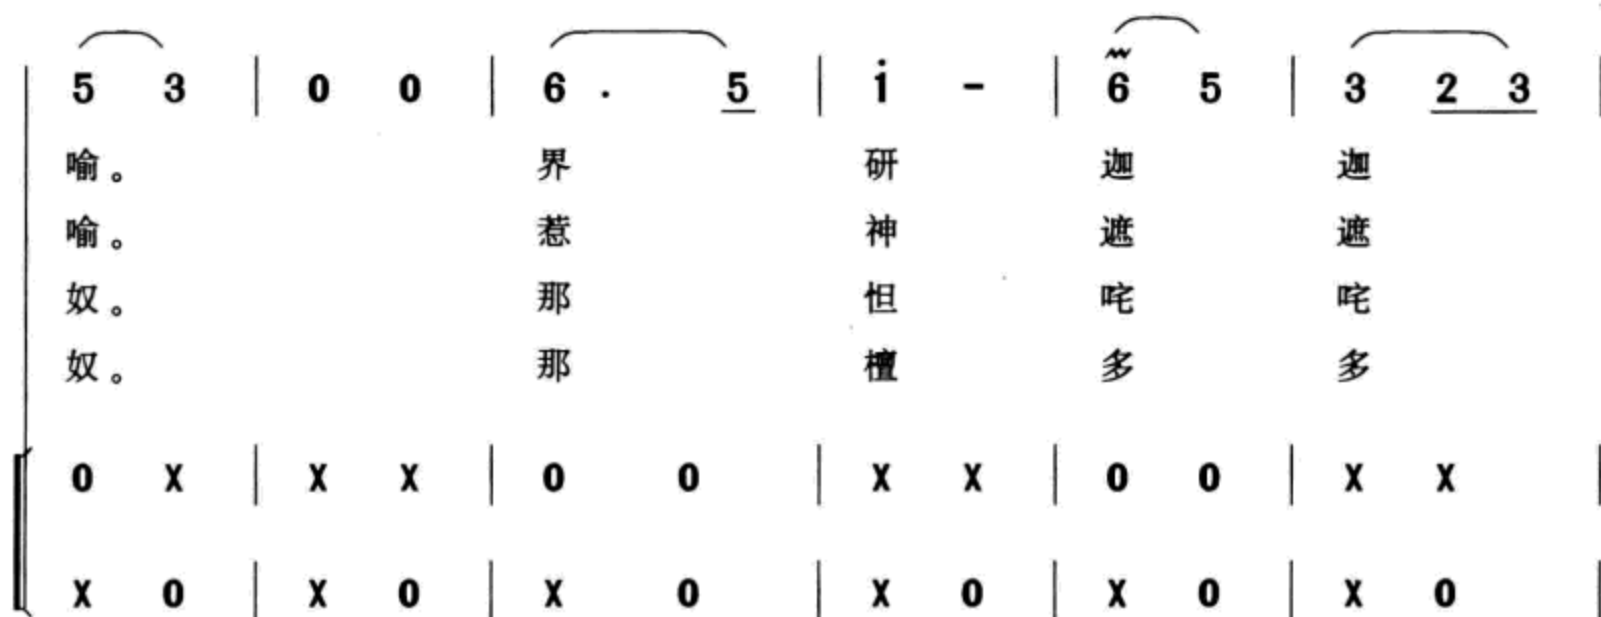 5 3 | 0 0 | 6 . 5 | i - | 6 5 | 3 2 3 |
喻。 界 研 迦 迦
喻。 惹 神 遮 遮
奴。 那 怛 咤 咤
奴。 那 檀 多 多
0 X | X X | 0 0 | X X | 0 0 | X X |
X 0 | X 0 | X 0 | X 0 | X 0 | X 0 |